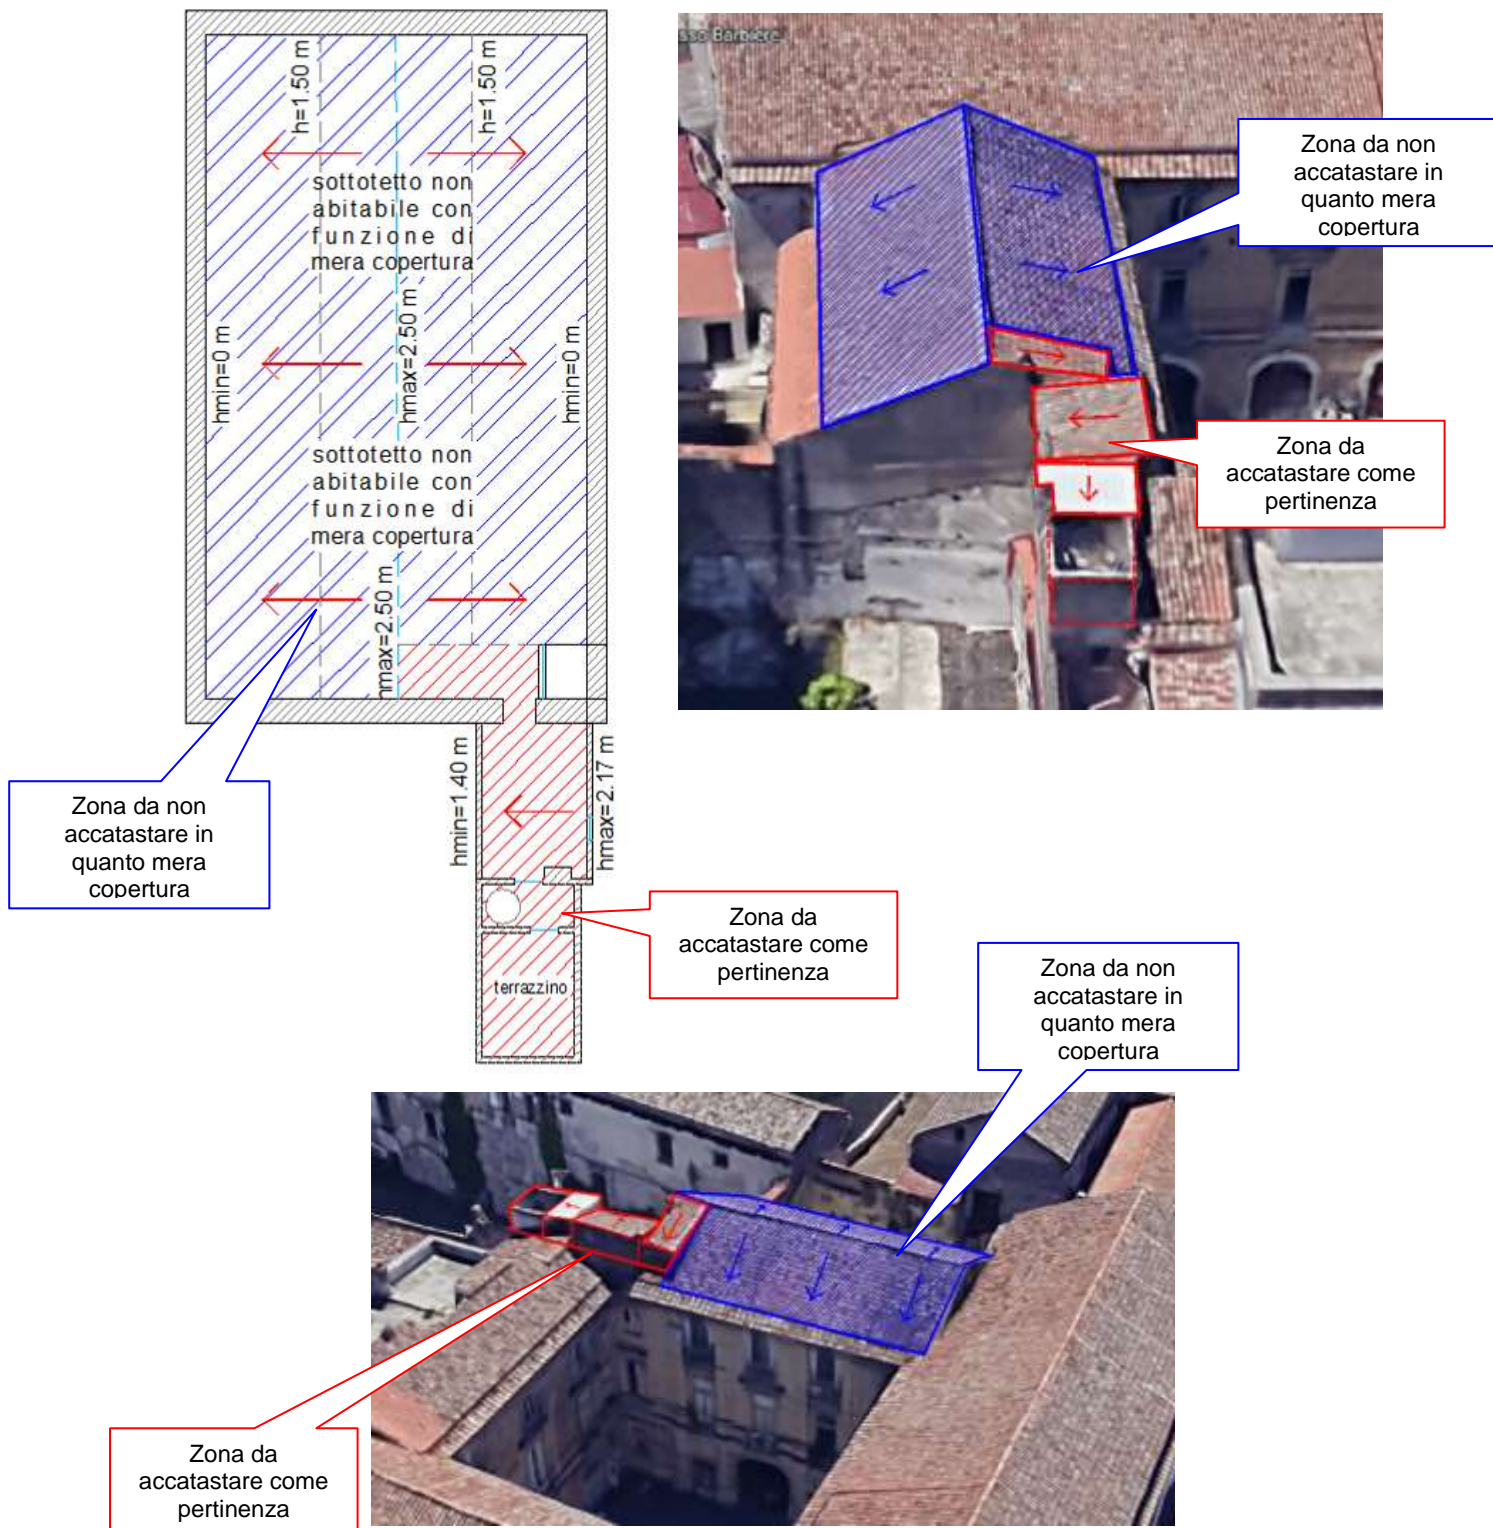 h=1.50 m
h=1.50 m
sottotetto non
abitabile con
funzione di
mera copertura
hmin=0 m
hmax=2.50 m
hmin=0 m
sottotetto non
abitabile con
funzione di
mera copertura
hmax=2.50 m
hmin=1.40 m
hmax=2.17 m
terrazzino
Zona da non
accatastare in
quanto mera
copertura
Zona da
accatastare come
pertinenza
sso Barbiere
Zona da non
accatastare in
quanto mera
copertura
Zona da
accatastare come
pertinenza
Zona da non
accatastare in
quanto mera
copertura
Zona da
accatastare come
pertinenza